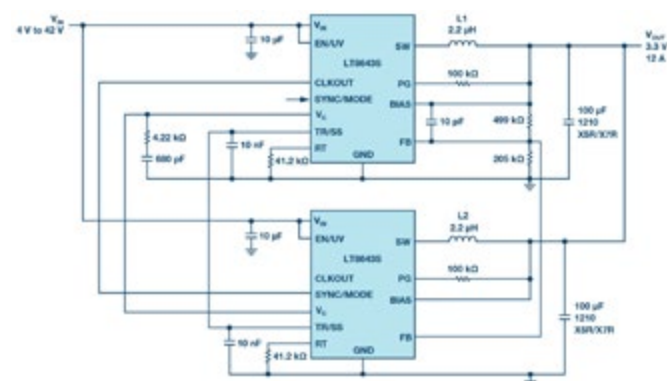 VIN
4 V to 42 V
10 µF
VIN
EN/UV
LT8643S
CLKOUT
SYNC/MODE
VC
TR/SS
RT
GND
SW
PG
BIAS
FB
L1
2.2 µH
100 kΩ
10 pF
499 kΩ
205 kΩ
100 µF
1210
X5R/X7R
VOUT
3.3 V
12 A
4.22 kΩ
680 pF
10 nF
41.2 kΩ
10 µF
VIN
EN/UV
LT8643S
CLKOUT
SYNC/MODE
VC
TR/SS
RT
GND
SW
PG
BIAS
FB
L2
2.2 µH
100 kΩ
100 µF
1210
X5R/X7R
10 nF
41.2 kΩ